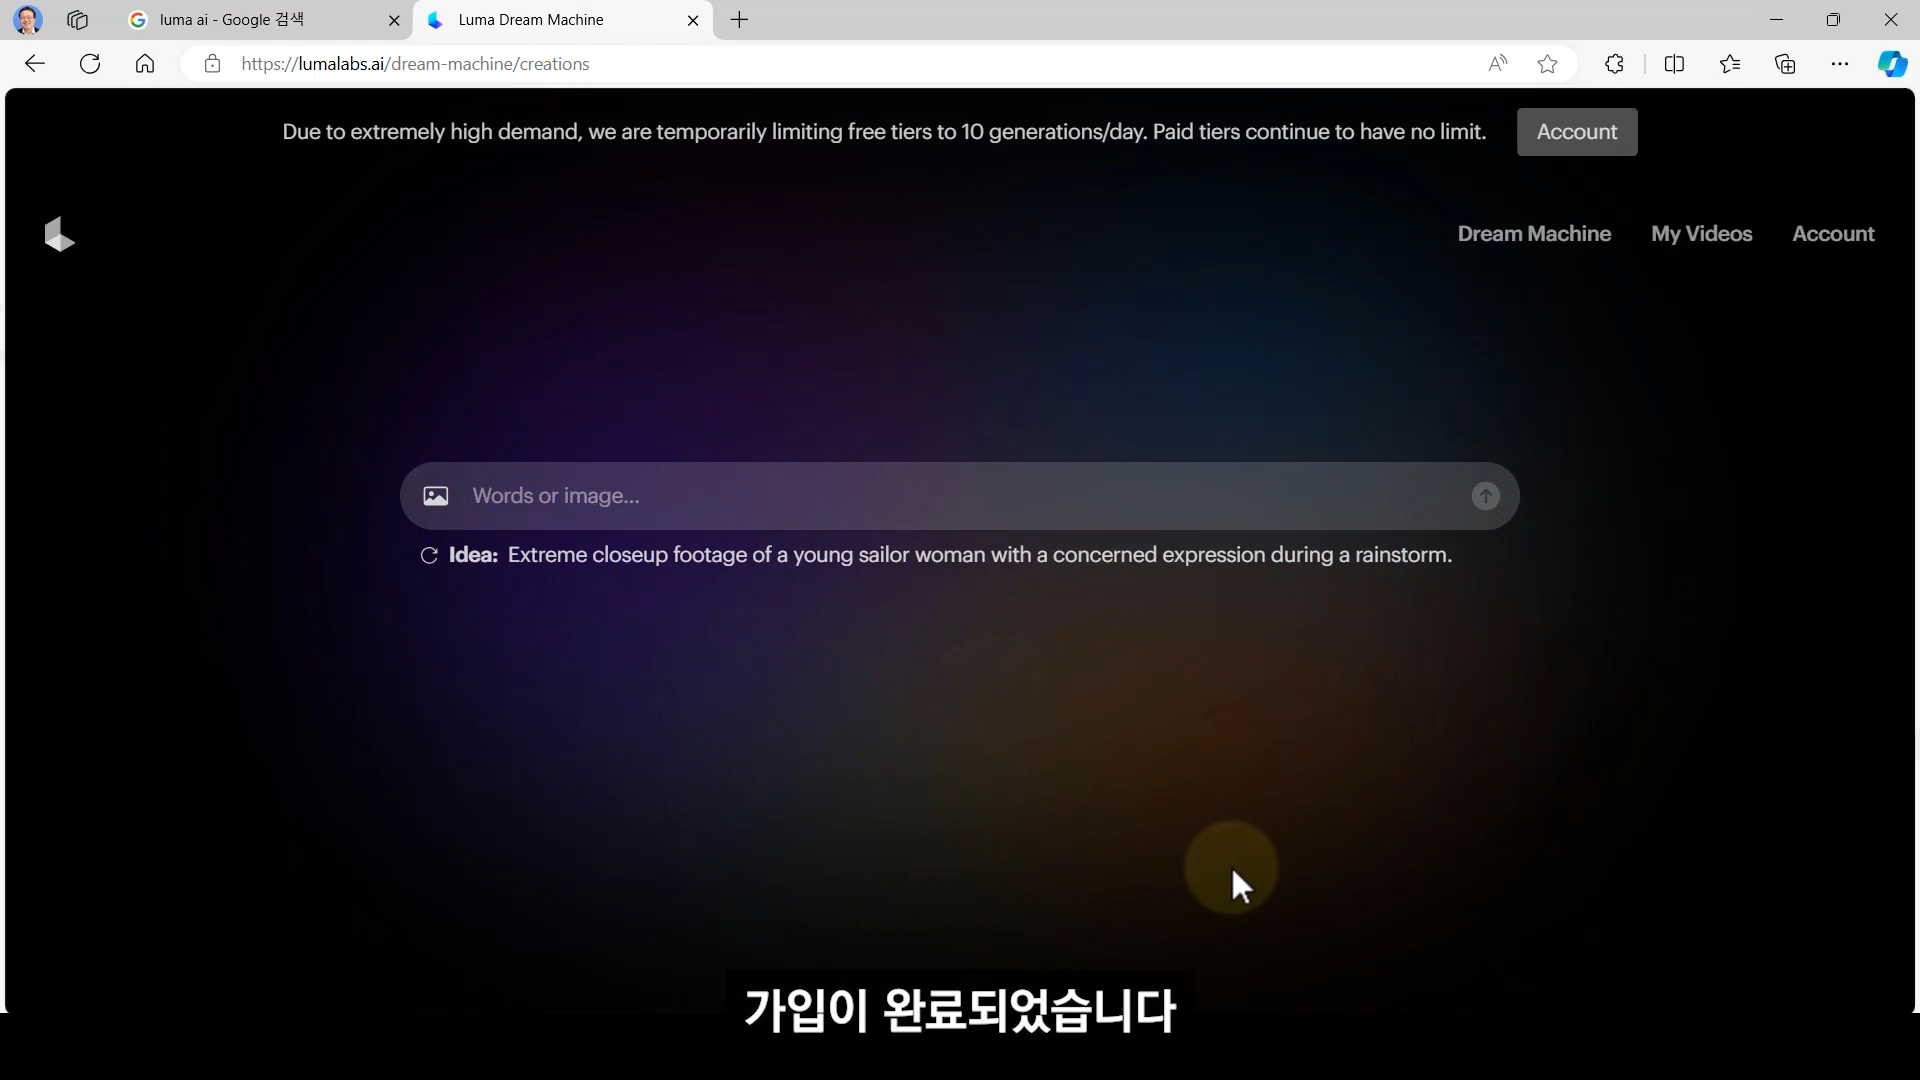 luma ai - Google 검색
Luma Dream Machine
https://lumalabs.ai/dream-machine/creations
Due to extremely high demand, we are temporarily limiting free tiers to 10 generations/day. Paid tiers continue to have no limit.
Account
Dream Machine
My Videos
Account
Words or image...
Idea: Extreme closeup footage of a young sailor woman with a concerned expression during a rainstorm.
가입이 완료되었습니다